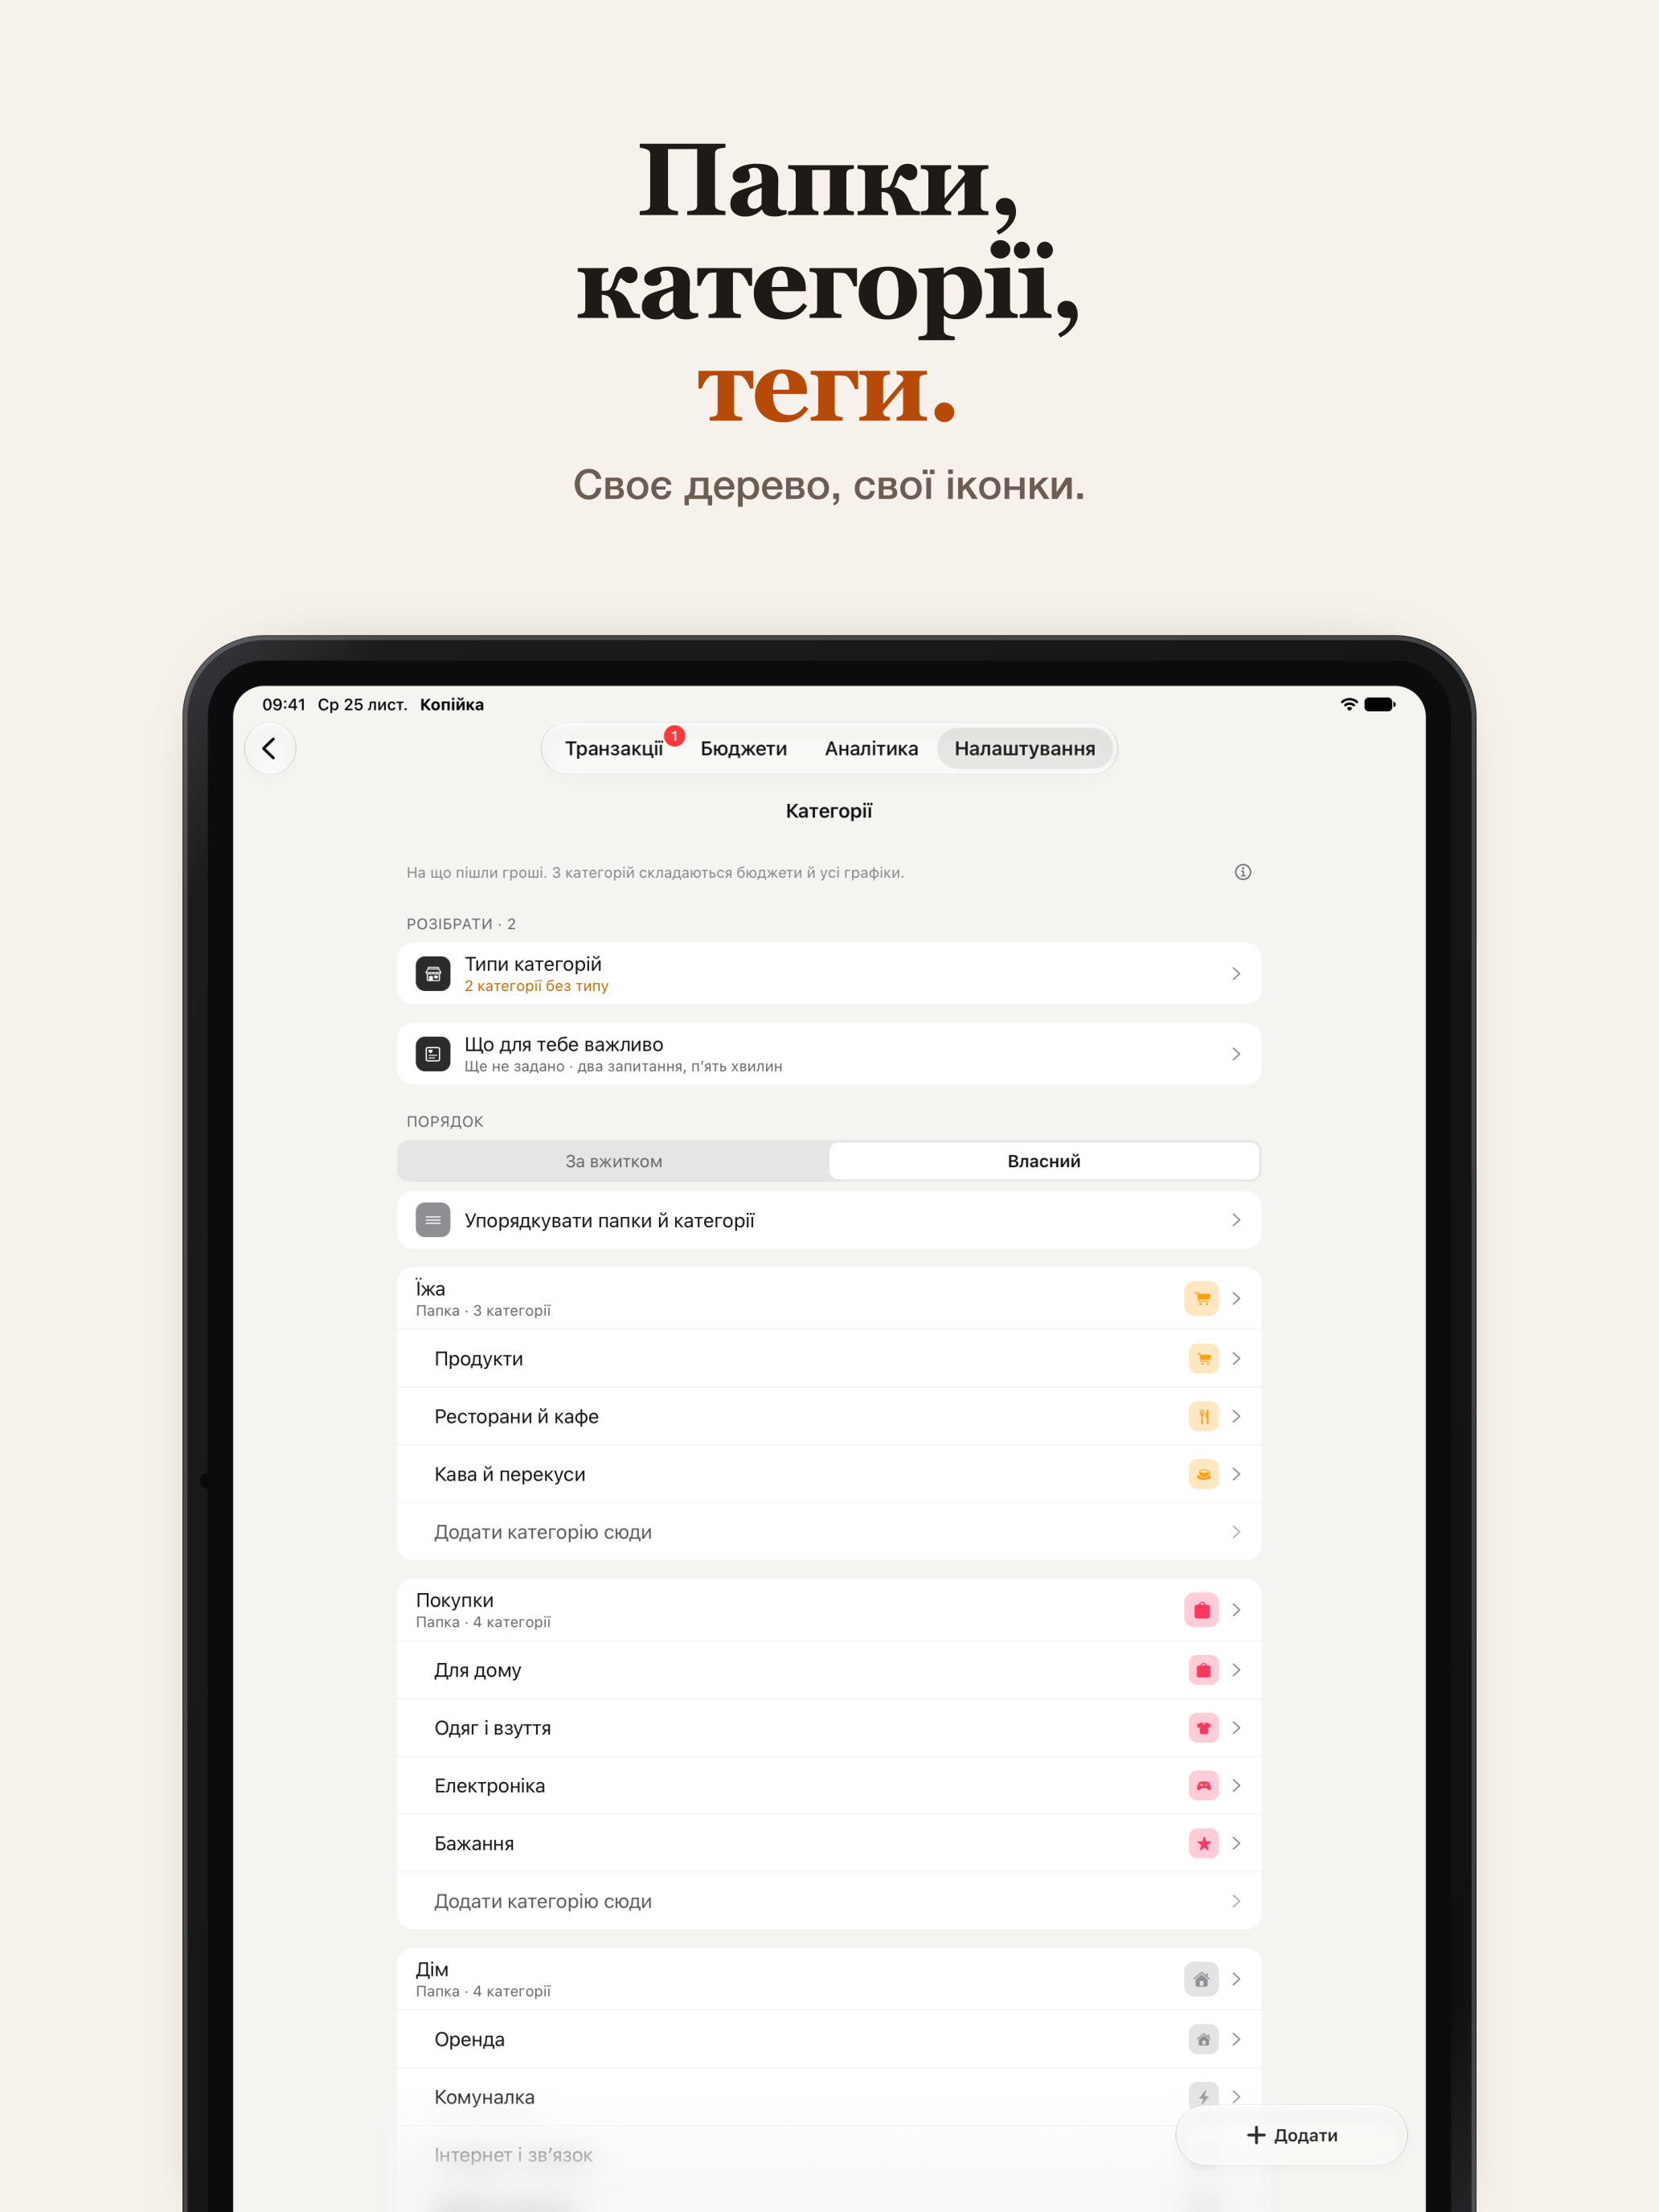 Папки,
категорії,
теги.
Своє дерево, свої іконки.
09:41 Ср 25 лист. Копійка
Транзакції 1 Бюджети Аналітика Налаштування
Категорії
На що пішли гроші. З категорій складаються бюджети й усі графіки.
РОЗІБРАТИ · 2
Типи категорій
2 категорії без типу
Що для тебе важливо
Ще не задано · два запитання, п’ять хвилин
ПОРЯДОК
За вжитком Власний
Упорядкувати папки й категорії
Їжа
Папка · 3 категорії
Продукти
Ресторани й кафе
Кава й перекуси
Додати категорію сюди
Покупки
Папка · 4 категорії
Для дому
Одяг і взуття
Електроніка
Бажання
Додати категорію сюди
Дім
Папка · 4 категорії
Оренда
Комуналка
Додати
Інтернет і зв’язок